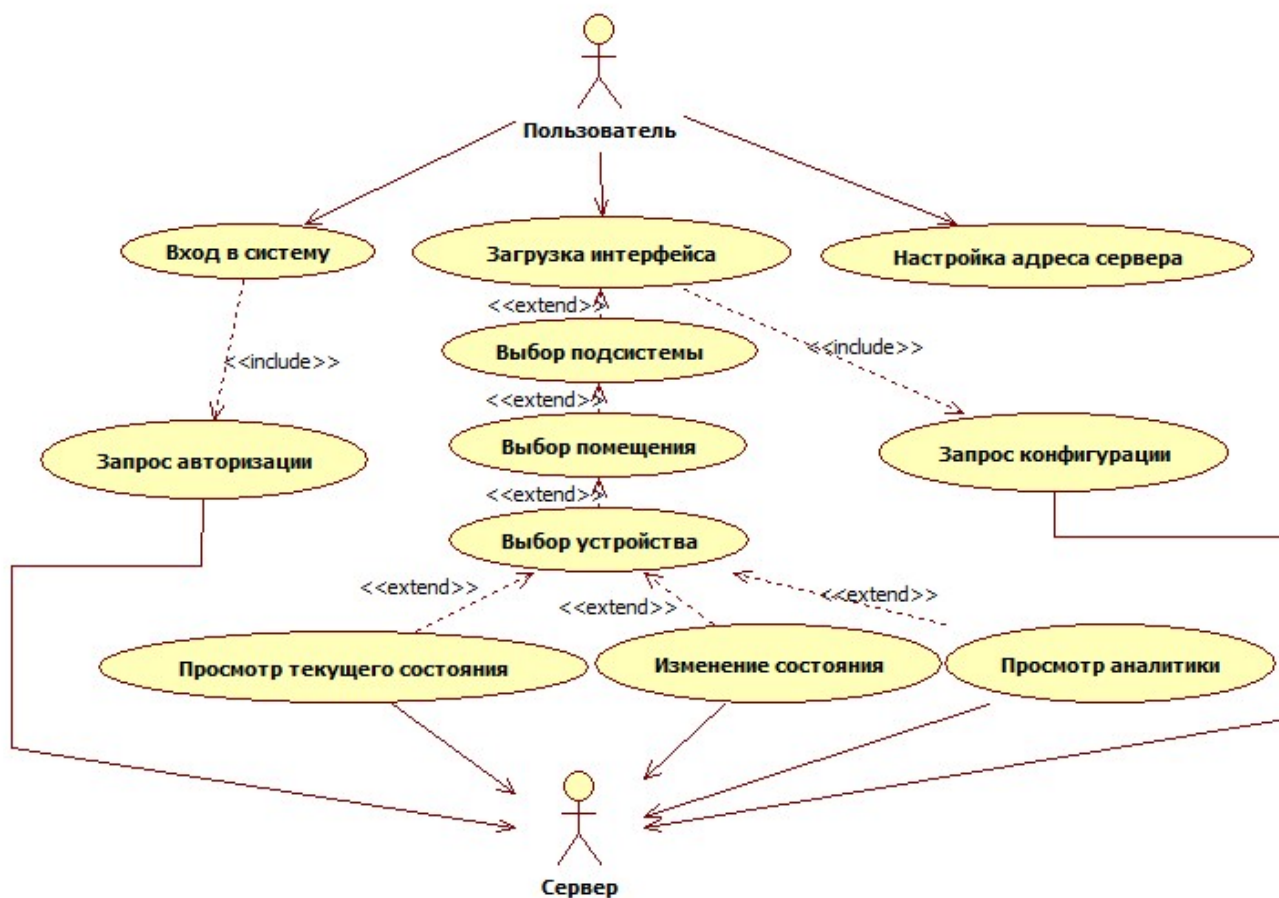 Пользователь
Вход в систему
Загрузка интерфейса
Настройка адреса сервера
<<extend>>
Выбор подсистемы
<<include>>
<<include>>
<<extend>>
Запрос авторизации
Выбор помещения
Запрос конфигурации
<<extend>>
Выбор устройства
<<extend>>
<<extend>>
<<extend>>
Просмотр текущего состояния
Изменение состояния
Просмотр аналитики
Сервер